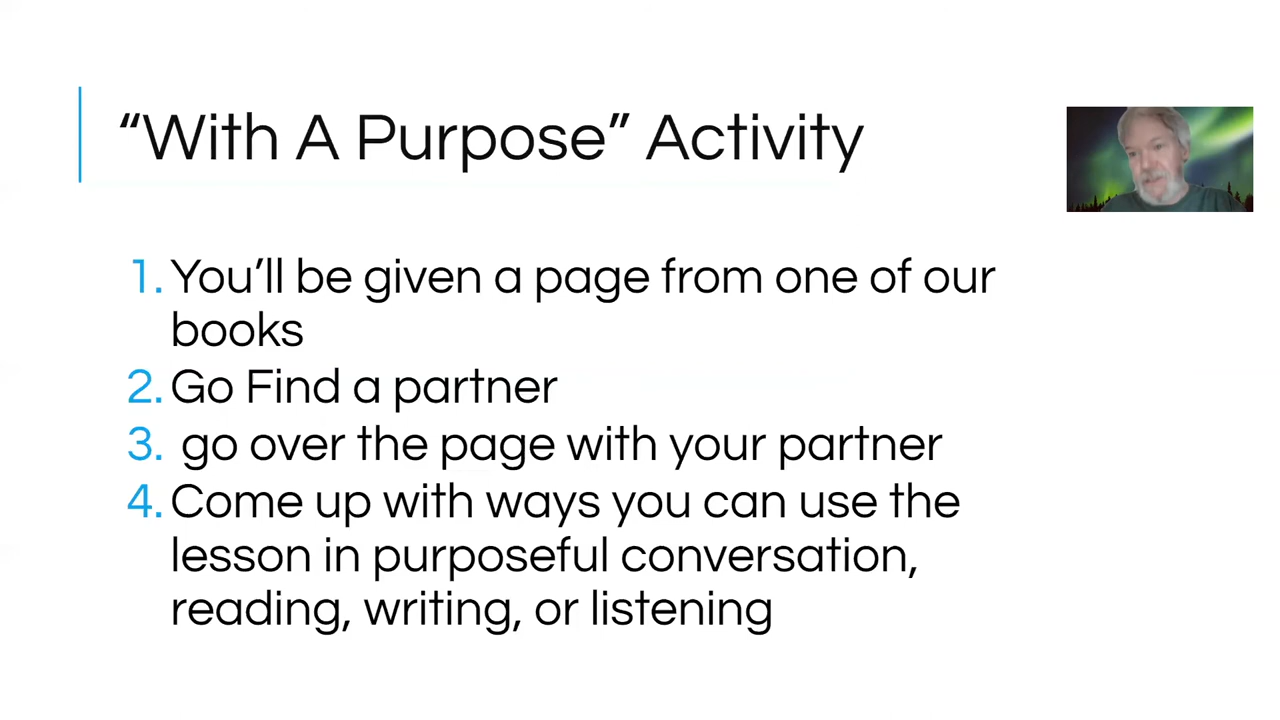 “With A Purpose” Activity
1. You’ll be given a page from one of our
books
2. Go Find a partner
3. go over the page with your partner
4. Come up with ways you can use the
lesson in purposeful conversation,
reading, writing, or listening